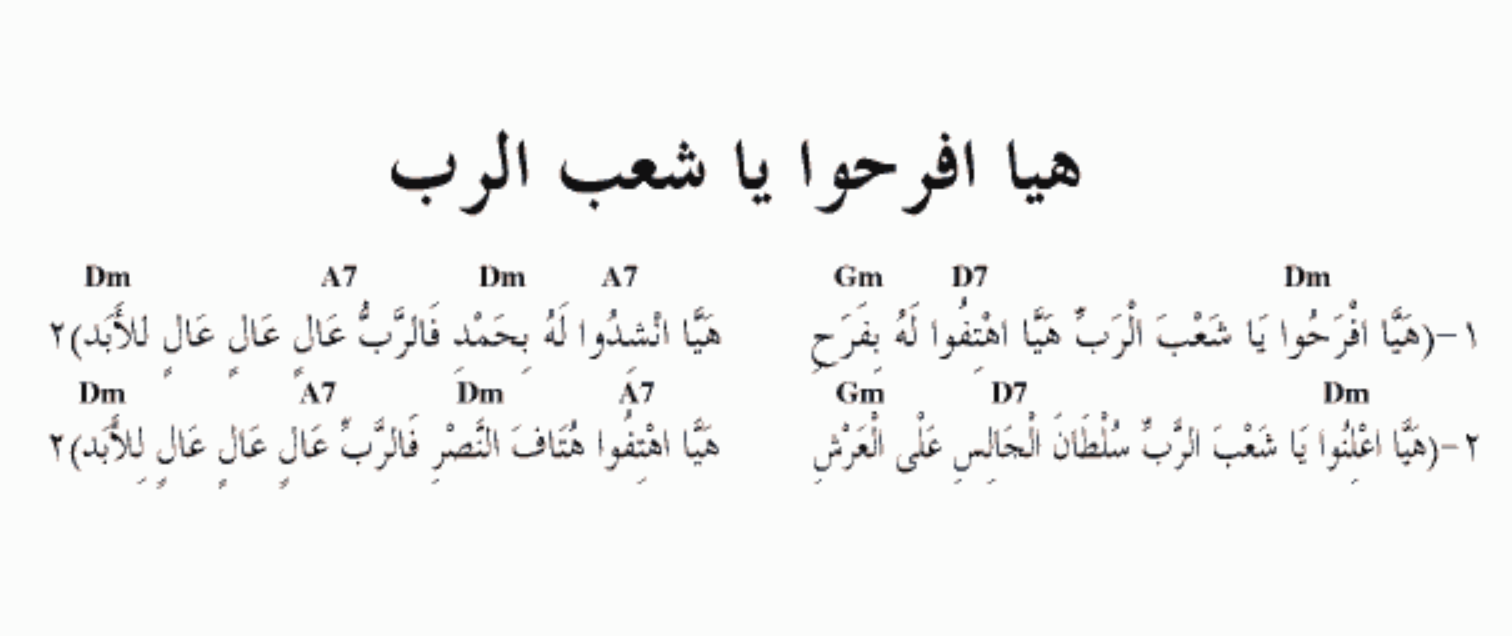 هيا افرحوا يا شعب الرب
Dm D7 Gm A7 Dm A7 Dm
١-(هَيَّا افْرَحُوا يَا شَعْبَ الْرَبِّ هَيَّا اهْتِفُوا لَهُ بِفَرَحِ هَيَّا انْشِدُوا لَهُ بِحَمْدِ فَالرَّبُّ عَالٍ عَالٍ عَالٍ للأَبَد)٢
Dm D7 Gm A7 Dm A7 Dm
٢-(هَيَّا اعْلِنُوا يَا شَعْبَ الرَّبِّ سُلْطَانَ الْجَالِسِ عَلْى الْعَرْشِ هَيَّا اهْتِفُوا هُتَافَ النَّصْرِ فَالرَّبِّ عَالٍ عَالٍ عَالٍ لِلأَبَد)٢